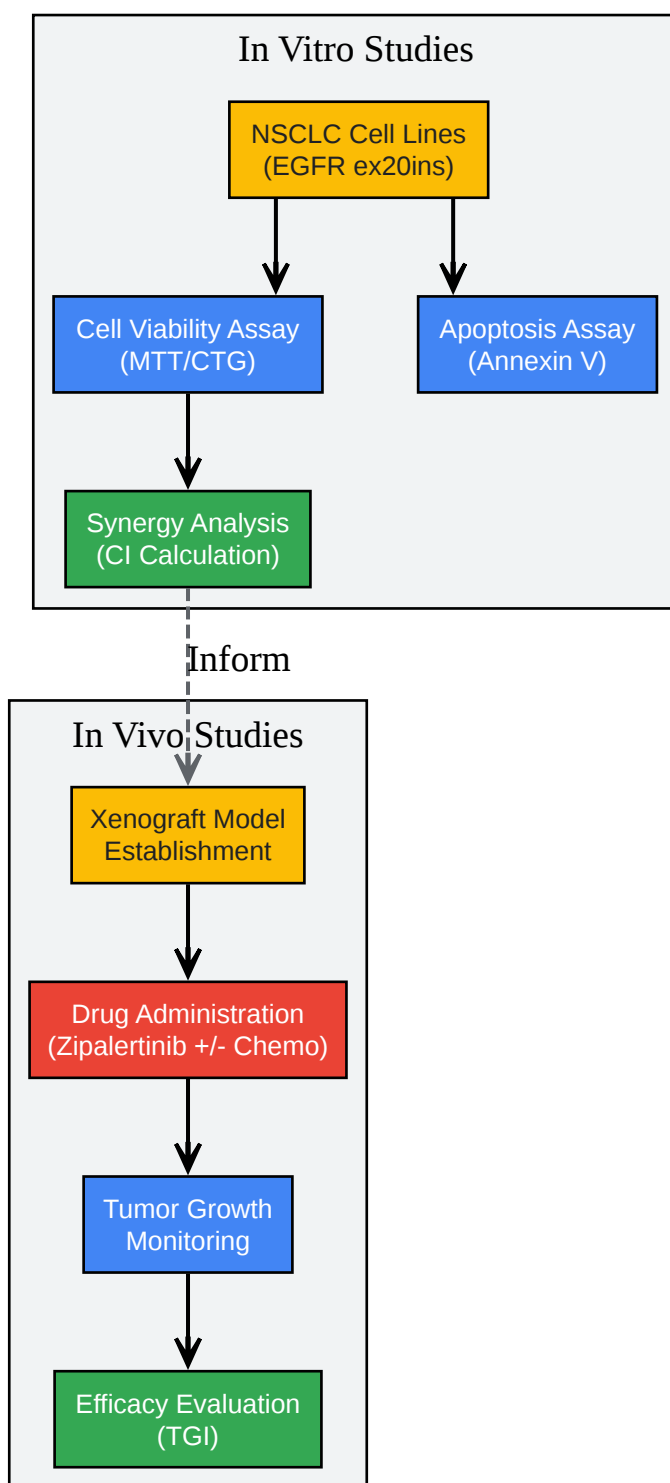 In Vitro Studies
NSCLC Cell Lines
(EGFR ex20ins)
Cell Viability Assay
(MTT/CTG)
Apoptosis Assay
(Annexin V)
Synergy Analysis
(CI Calculation)
Inform
In Vivo Studies
Xenograft Model
Establishment
Drug Administration
(Zipalertinib +/- Chemo)
Tumor Growth
Monitoring
Efficacy Evaluation
(TGI)